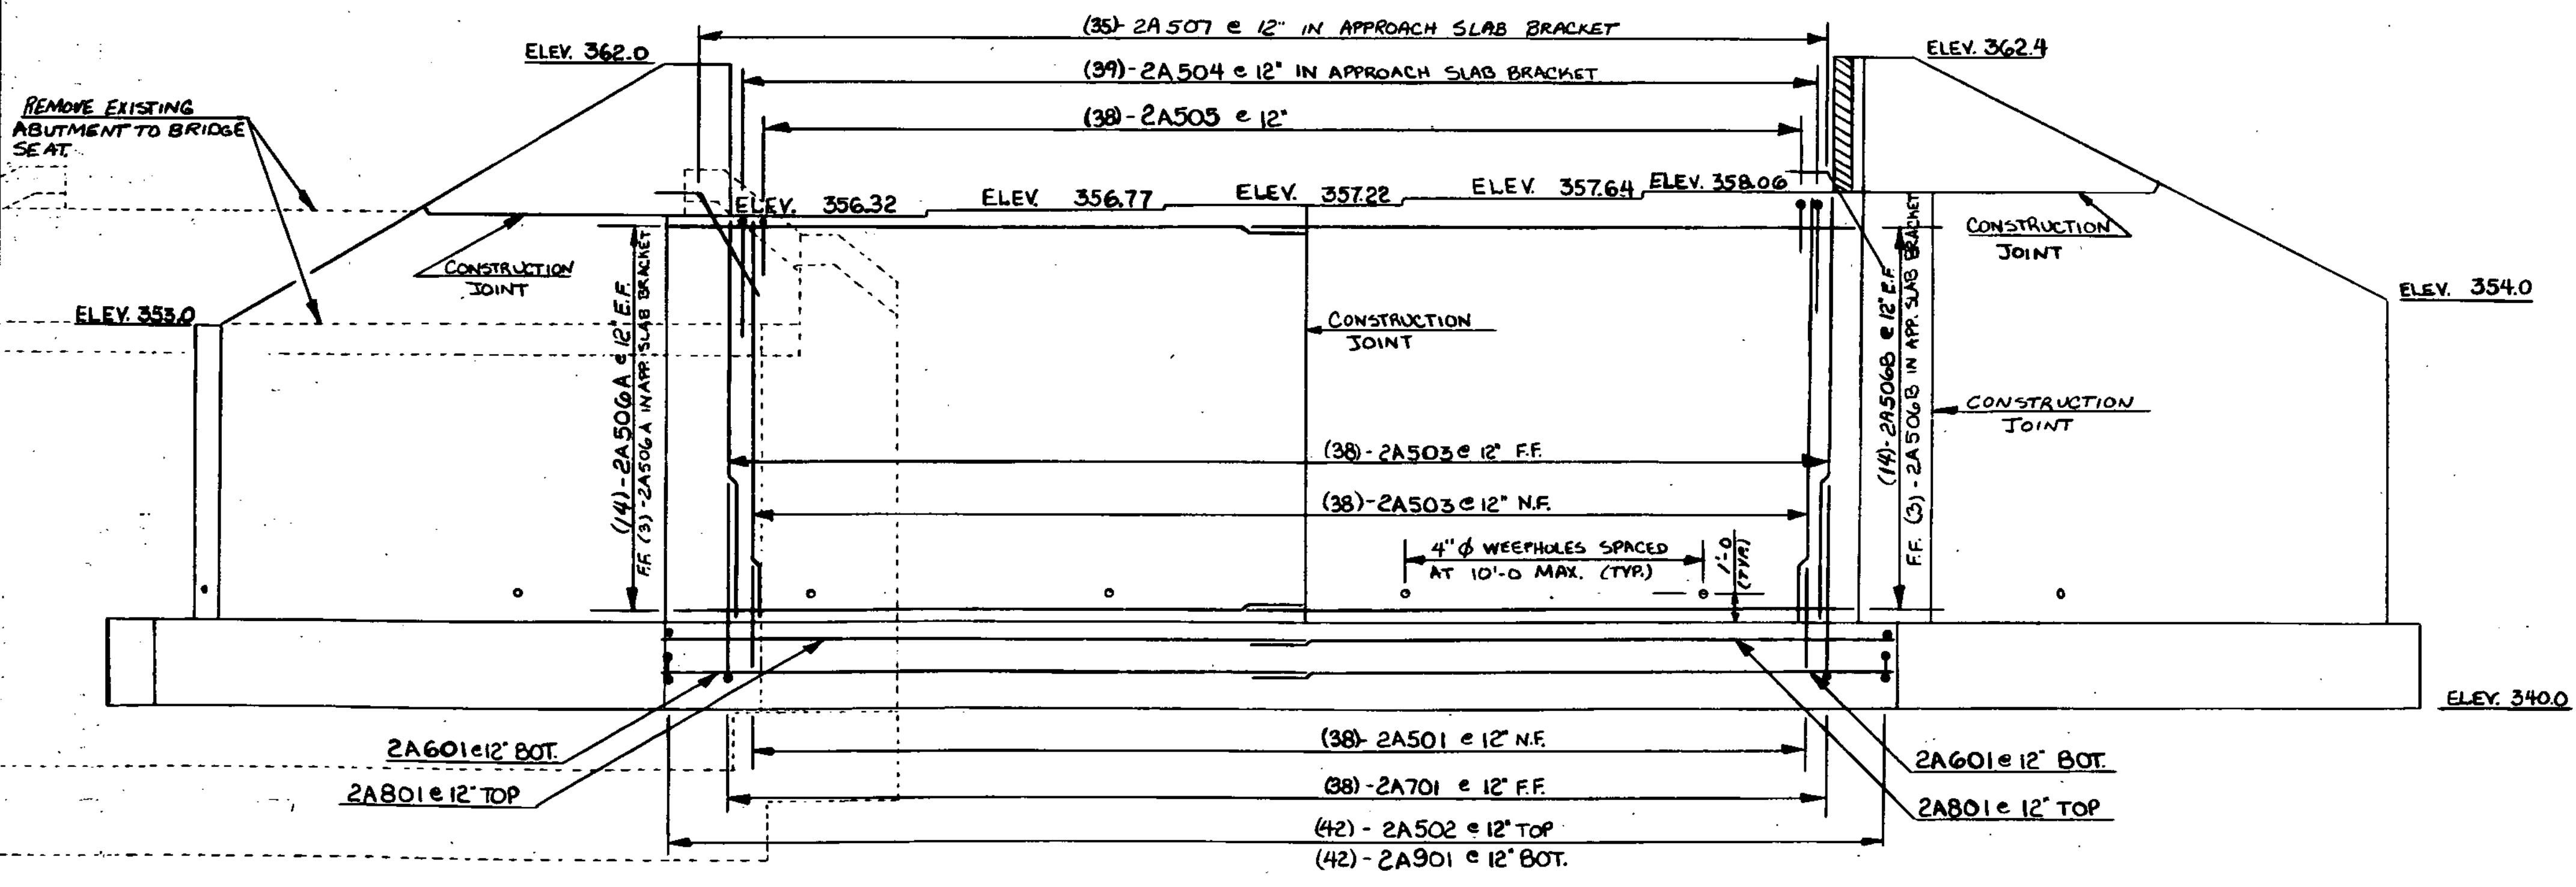 (35)- 2A507 @ 12" IN APPROACH SLAB BRACKET
ELEV. 362.0
ELEV. 362.4
(39)-2A504 @ 12" IN APPROACH SLAB BRACKET
REMOVE EXISTING
ABUTMENT TO BRIDGE
SEAT.
(38)-2A505 @ 12"
ELEV. 356.32
ELEV. 356.77
ELEV. 357.22
ELEV. 357.64
ELEV. 358.06
CONSTRUCTION
JOINT
CONSTRUCTION
JOINT
ELEV. 353.0
ELEV. 354.0
(14)-2A506A @ 12" E.F.
F.F. (3)-2A506A IN APP. SLAB BRACKET
CONSTRUCTION
JOINT
(14)-2A506B @ 12" E.F.
F.F. (3)-2A506B IN APP. SLAB BRACKET
CONSTRUCTION
JOINT
(38)-2A503 @ 12" F.F.
(38)-2A503 @ 12" N.F.
4" ϕ WEEPHOLES SPACED
AT 10'-0 MAX. (TYP.)
1'-0
(TYP.)
ELEV. 340.0
2A601 @ 12" BOT.
(38)- 2A501 @ 12" N.F.
2A601 @ 12" BOT.
2A801 @ 12" TOP
(38)-2A701 @ 12" F.F.
2A801 @ 12" TOP
(42) - 2A502 @ 12" TOP
(42) - 2A901 @ 12" BOT.